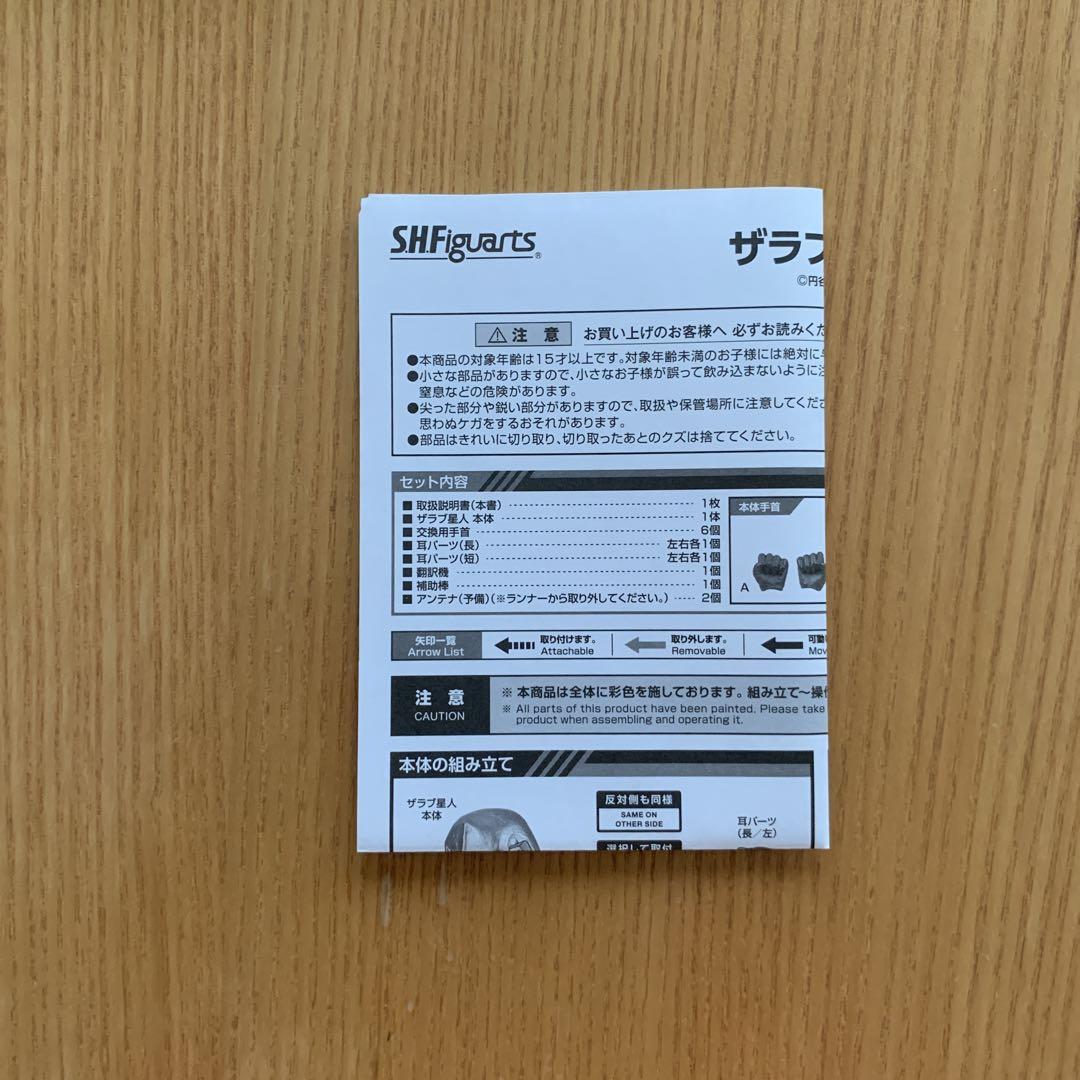 S.H.Figuarts®
ザラブ
©円谷
⚠注 意 お買い上げのお客様へ 必ずお読みくだ
●本商品の対象年齢は15才以上です。対象年齢未満のお子様には絶対に
●小さな部品がありますので、小さなお子様が誤って飲み込まないように注
窒息などの危険があります。
●尖った部分や鋭い部分がありますので、取扱や保管場所に注意してくださ
思わぬケガをするおそれがあります。
●部品はきれいに切り取り、切り取ったあとのクズは捨ててください。
セット内容
■ 取扱説明書(本書) 1枚
■ ザラブ星人 本体 1体
■ 交換用手首 6個
■ 耳パーツ(長) 左右各1個
■ 耳パーツ(短) 左右各1個
■ 翻訳機 1個
■ 補助棒 1個
■ アンテナ(予備)(※ランナーから取り外してください。) 2個
本体手首
A
矢印一覧
Arrow List
取り付けます。
Attachable
取り外します。
Removable
可動
Mov
注 意
CAUTION
※ 本商品は全体に彩色を施しております。組み立て〜操作
※ All parts of this product have been painted. Please take
product when assembling and operating it.
本体の組み立て
ザラブ星人
本体
反対側も同様
SAME ON
OTHER SIDE
選択して取付
耳パーツ
(長/左)